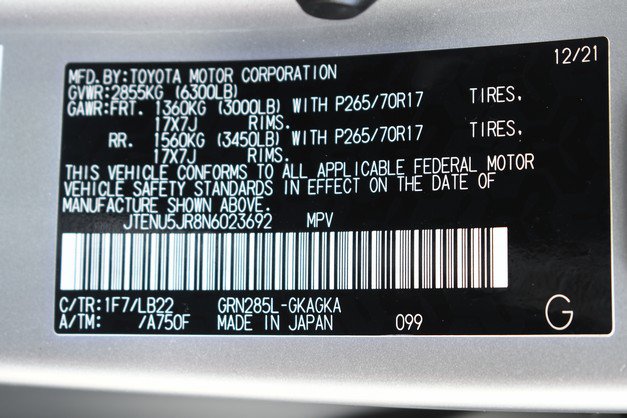 12/21
MFD.BY:TOYOTA MOTOR CORPORATION
GVWR:2855KG (6300LB)
GAWR:FRT. 1360KG (3000LB) WITH P265/70R17 TIRES,
17X7J RIMS.
RR. 1560KG (3450LB) WITH P265/70R17 TIRES,
17X7J RIMS.
THIS VEHICLE CONFORMS TO ALL APPLICABLE FEDERAL MOTOR
VEHICLE SAFETY STANDARDS IN EFFECT ON THE DATE OF
MANUFACTURE SHOWN ABOVE.
JTENU5JR8N6023692 MPV
C/TR:1F7/LB22 GRN285L-GKAGKA
A/TM: /A750F MADE IN JAPAN 099 G